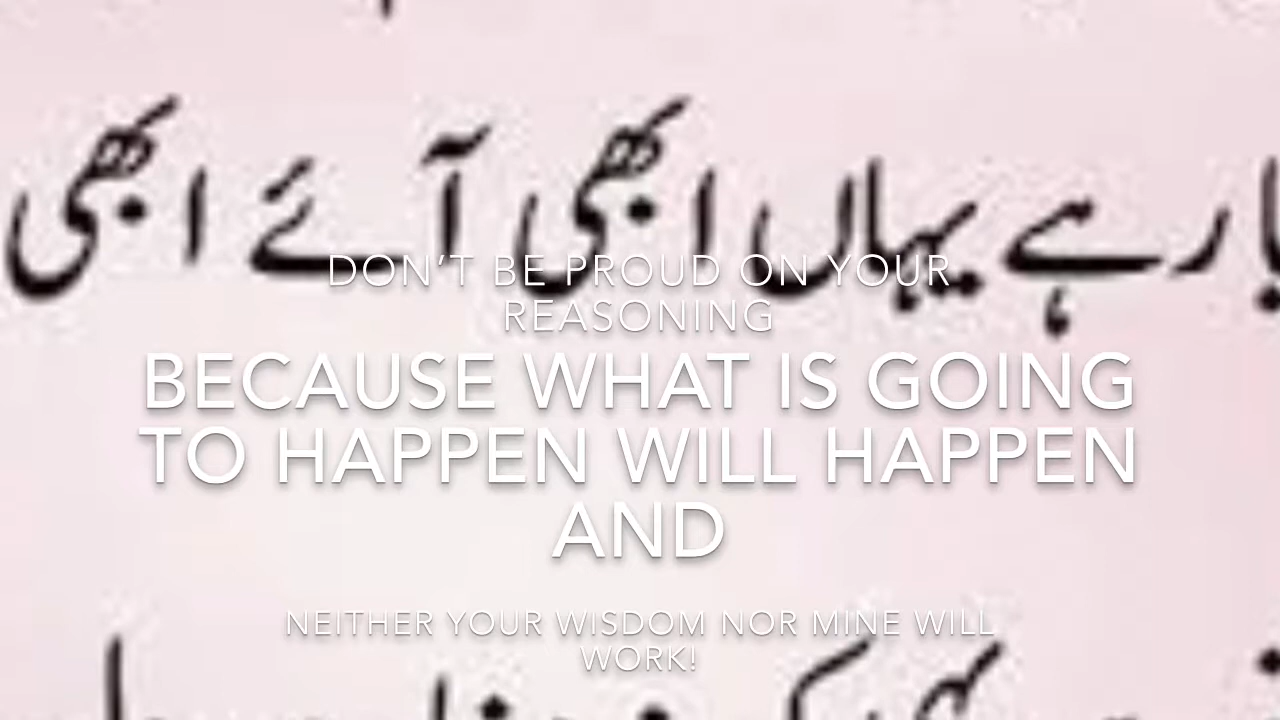 رہے یہاں ابھی آئے ابھی
DON'T BE PROUD ON YOUR
REASONING
BECAUSE WHAT IS GOING
TO HAPPEN WILL HAPPEN
AND
NEITHER YOUR WISDOM NOR MINE WILL
WORK!